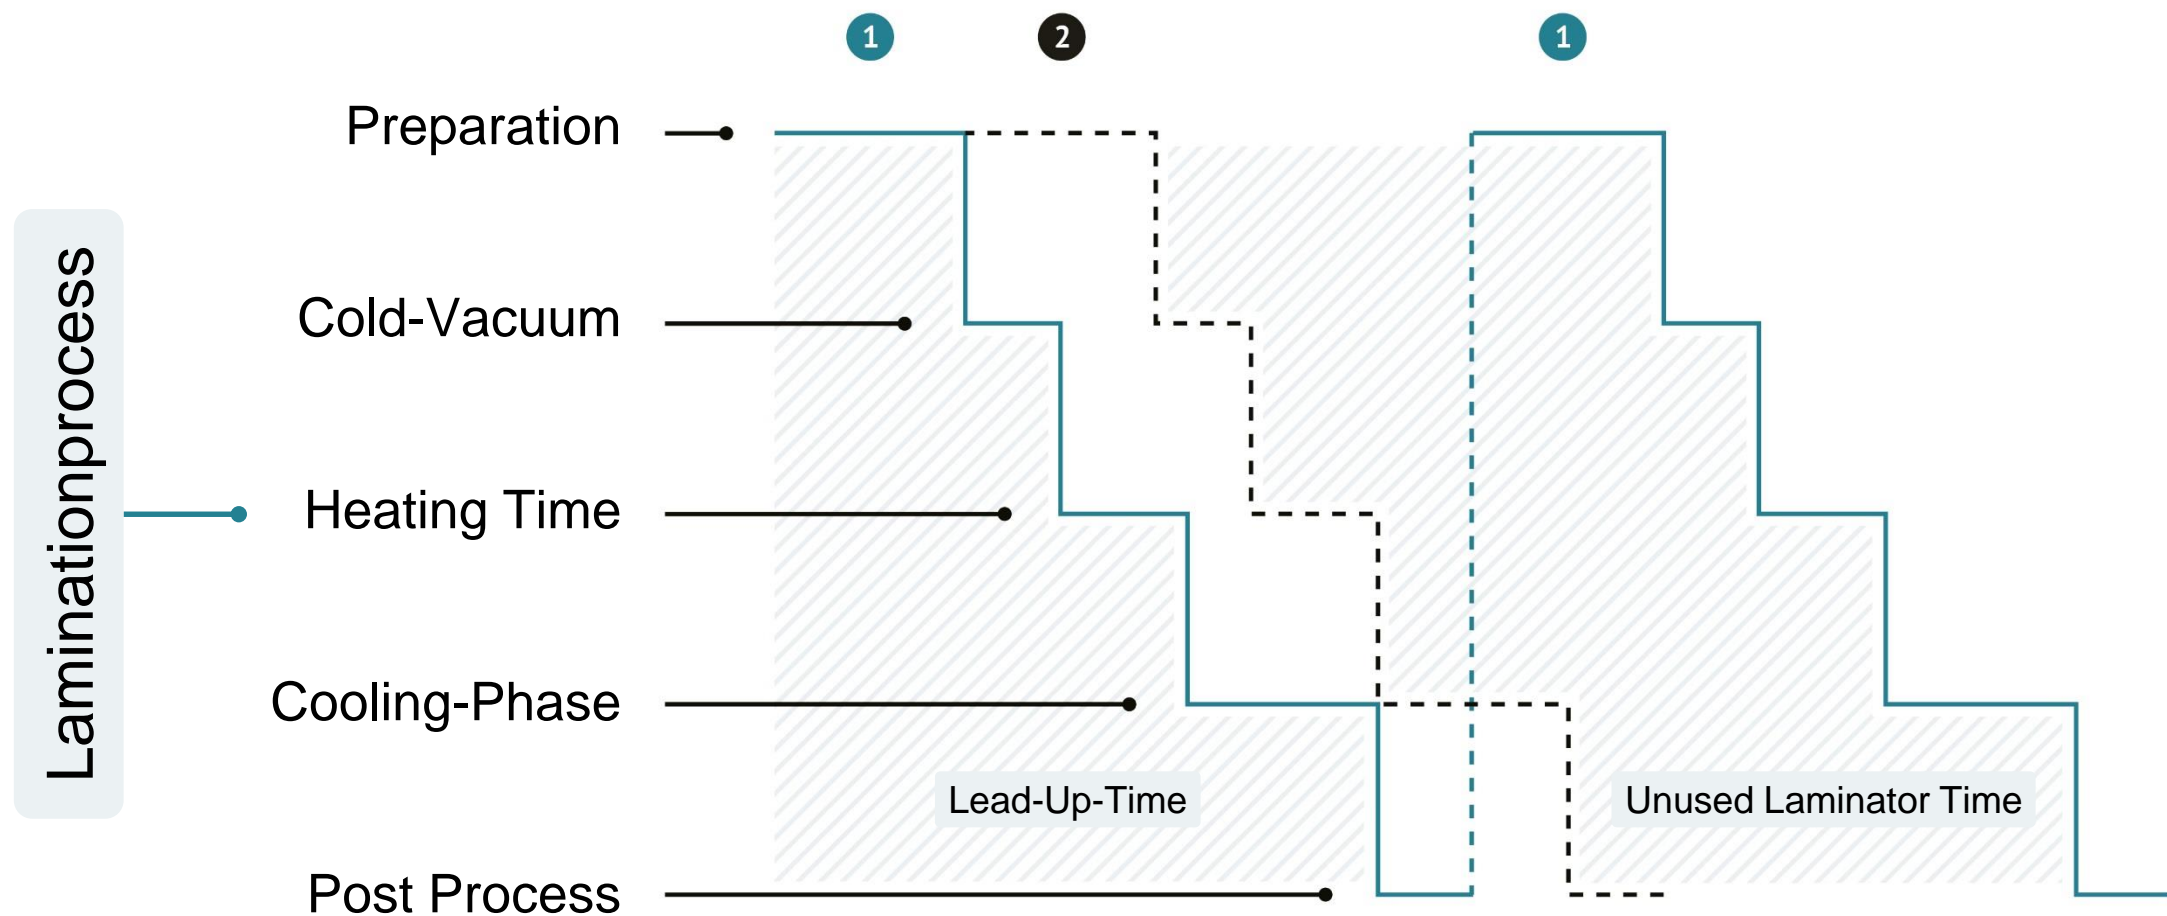 1
2
1
Preparation
Cold-Vacuum
Laminationprocess
Heating Time
Cooling-Phase
Lead-Up-Time
Unused Laminator Time
Post Process